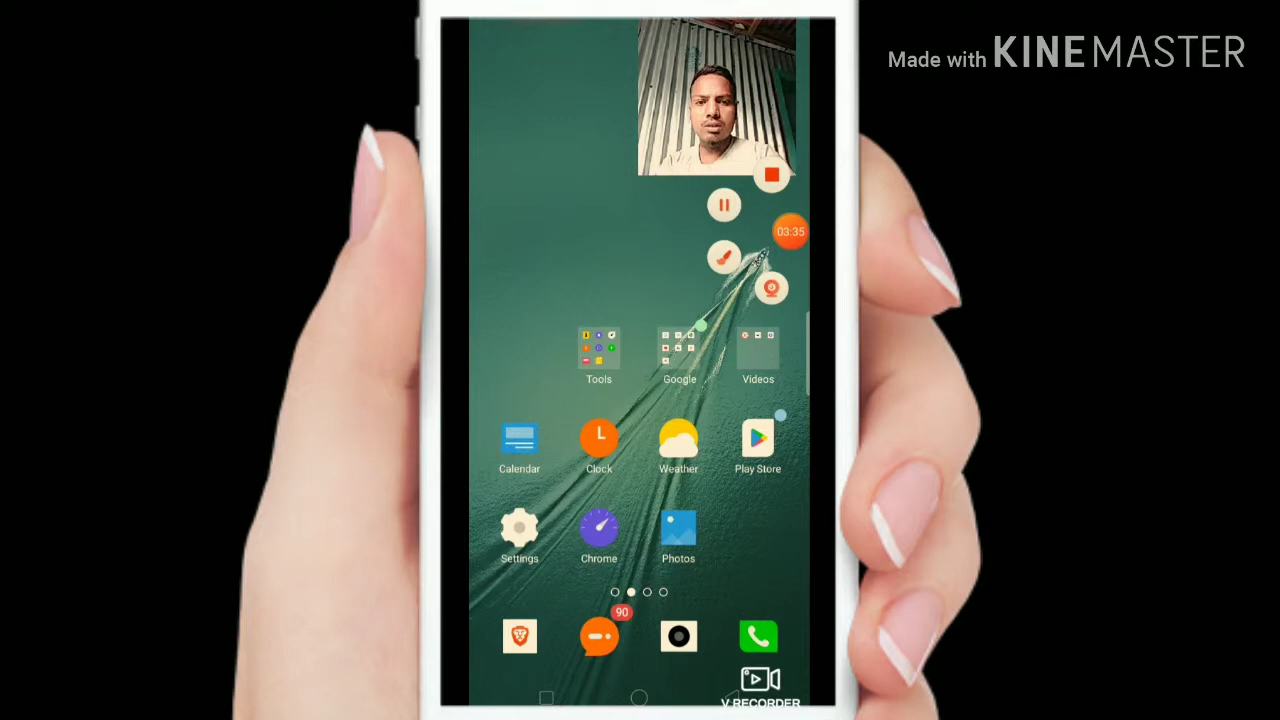 Made with KINEMASTER
03:35
Tools Google Videos
Calendar Clock Weather Play Store
Settings Chrome Photos
90
V RECORDER